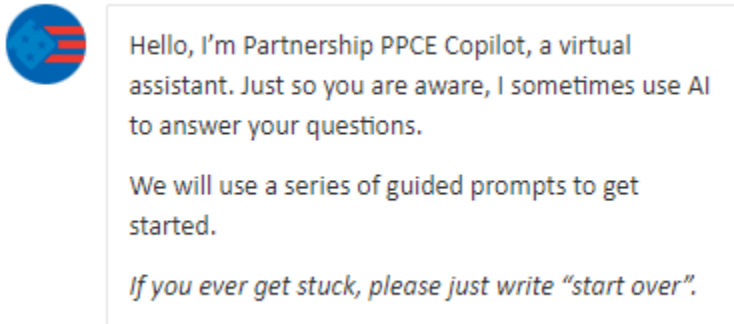 Hello, I’m Partnership PPCE Copilot, a virtual
assistant. Just so you are aware, I sometimes use AI
to answer your questions.
We will use a series of guided prompts to get
started.
If you ever get stuck, please just write “start over”.